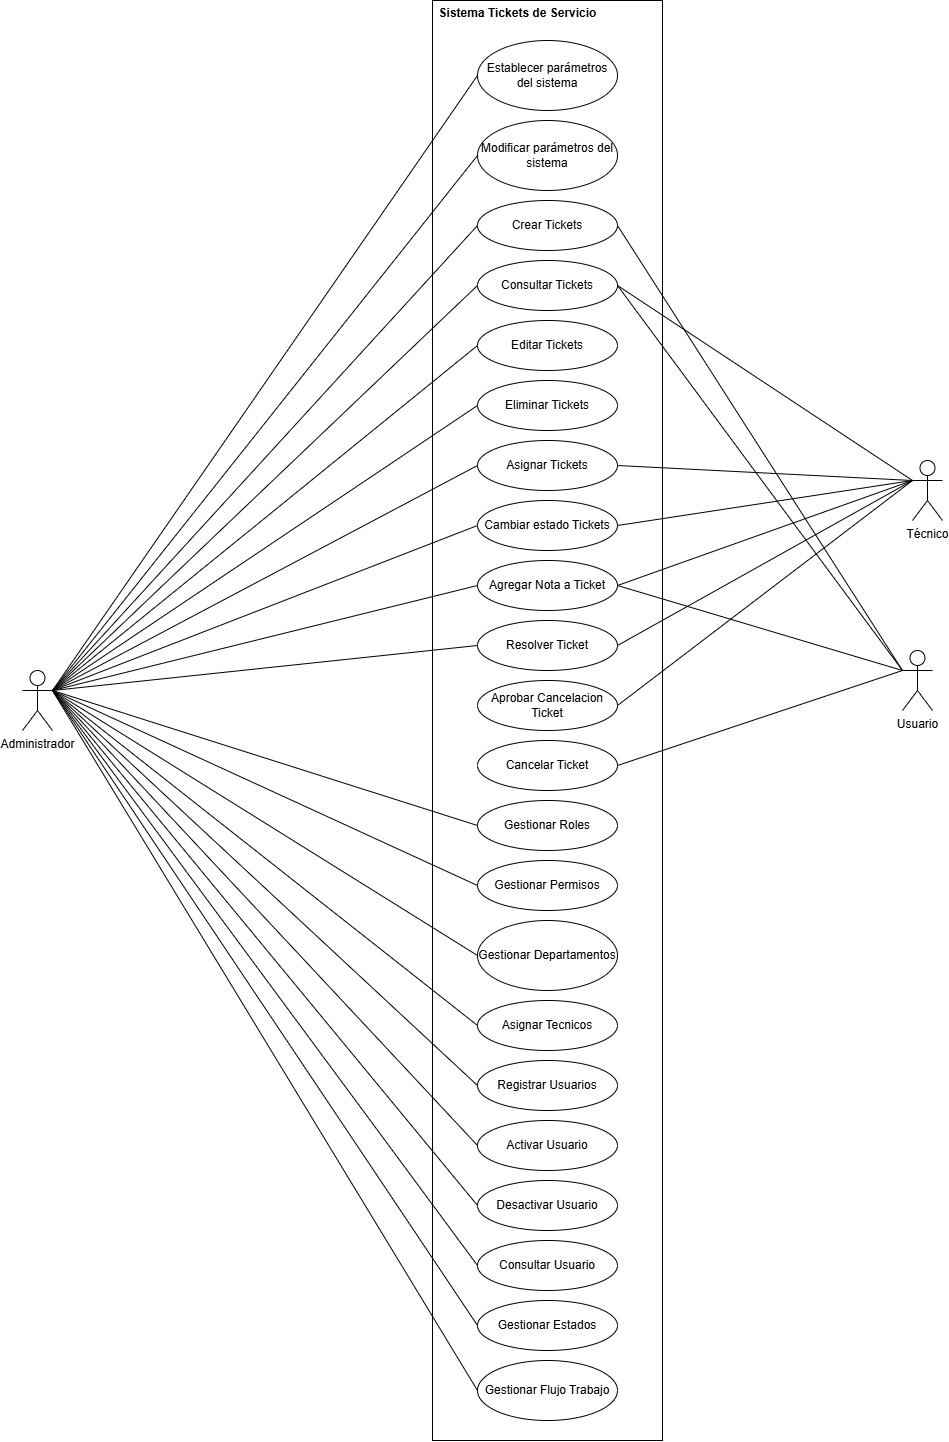 Sistema Tickets de Servicio
Establecer parámetros
del sistema
Modificar parámetros del
sistema
Crear Tickets
Consultar Tickets
Editar Tickets
Eliminar Tickets
Asignar Tickets
Técnico
Cambiar estado Tickets
Agregar Nota a Ticket
Resolver Ticket
Aprobar Cancelacion
Ticket
Usuario
Administrador
Cancelar Ticket
Gestionar Roles
Gestionar Permisos
Gestionar Departamentos
Asignar Tecnicos
Registrar Usuarios
Activar Usuario
Desactivar Usuario
Consultar Usuario
Gestionar Estados
Gestionar Flujo Trabajo